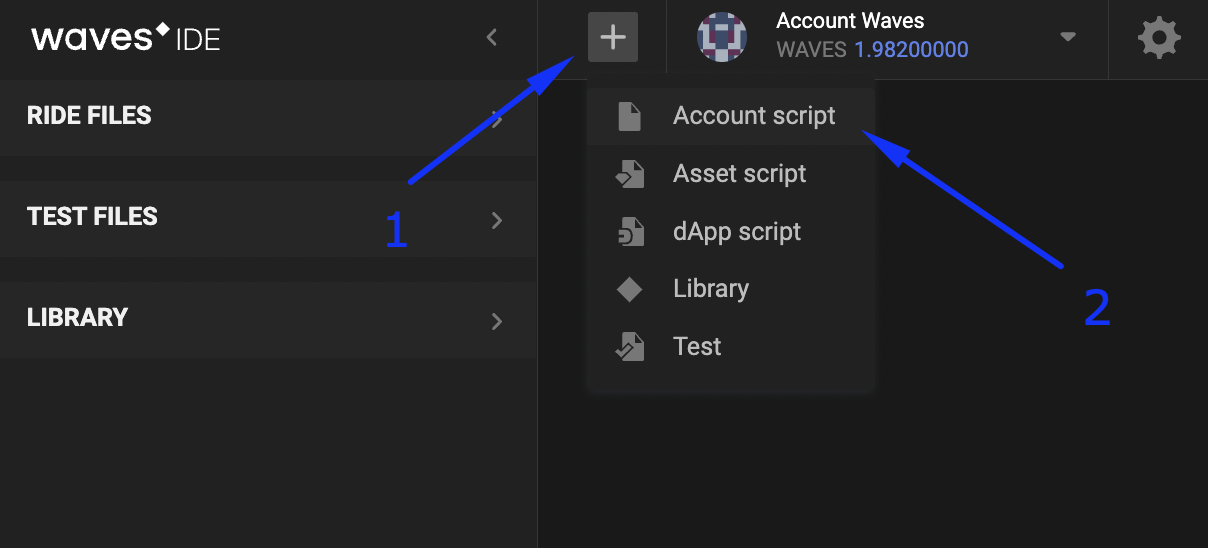 waves IDE
Account Waves
WAVES 1.98200000
RIDE FILES
TEST FILES
LIBRARY
Account script
Asset script
dApp script
Library
Test
1
2